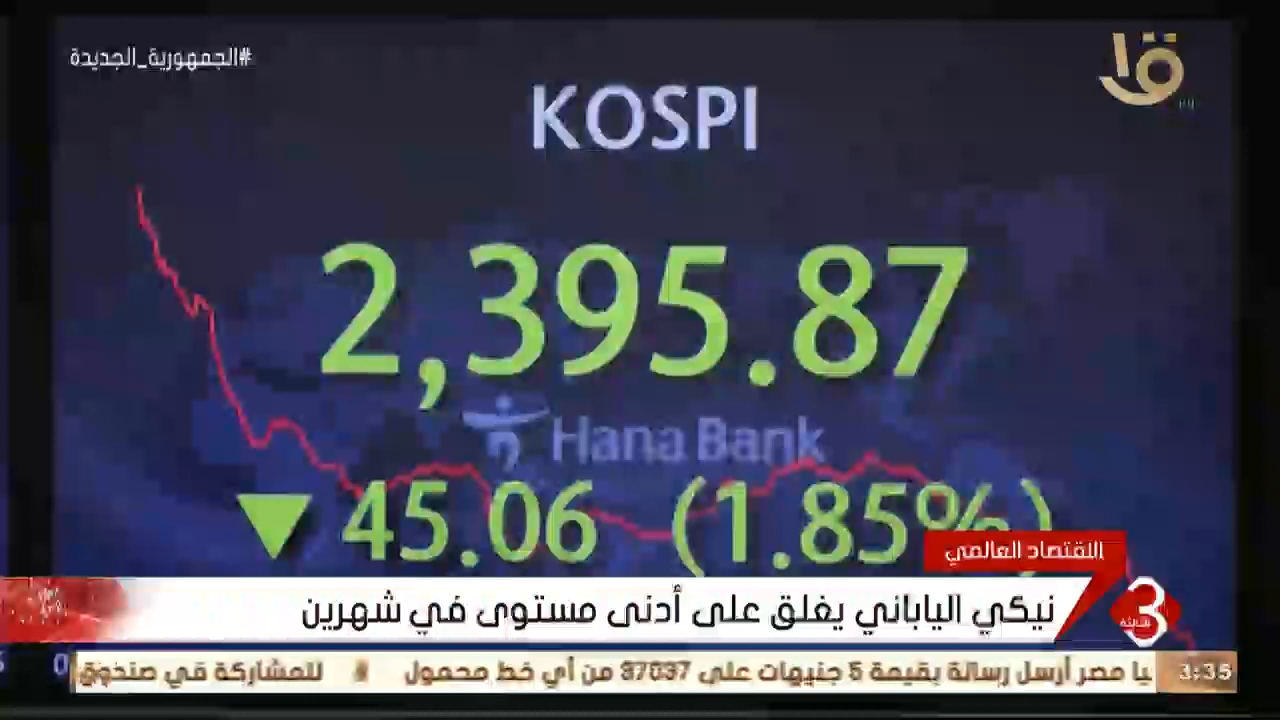 #الجمهورية_الجديدة
KOSPI
2,395.87
Hana Bank
▼ 45.06 (1.85%)
الاقتصاد العالمي
نيكي الياباني يغلق على أدنى مستوى في شهرين
3
3:35
يا مصر أرسل رسالة بقيمة 5 جنيهات على 37037 من أي خط محمول
للمشاركة في صندوق